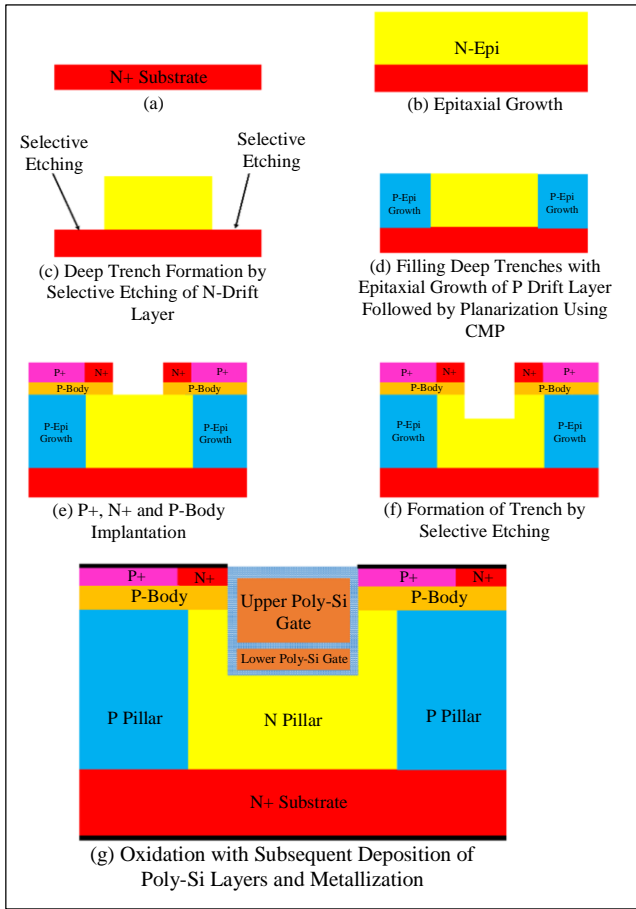 N+ Substrate
(a)
N-Epi
(b) Epitaxial Growth
Selective
Etching
Selective
Etching
(c) Deep Trench Formation by
Selective Etching of N-Drift
Layer
P-Epi
Growth
P-Epi
Growth
(d) Filling Deep Trenches with
Epitaxial Growth of P Drift Layer
Followed by Planarization Using
CMP
P+
N+
N+
P+
P-Body
P-Body
P-Epi
Growth
P-Epi
Growth
(e) P+, N+ and P-Body
Implantation
P+
N+
N+
P+
P-Body
P-Body
P-Epi
Growth
P-Epi
Growth
(f) Formation of Trench by
Selective Etching
P+
N+
P+
N+
P-Body
P-Body
Upper Poly-Si
Gate
Lower Poly-Si Gate
P Pillar
N Pillar
P Pillar
N+ Substrate
(g) Oxidation with Subsequent Deposition of
Poly-Si Layers and Metallization